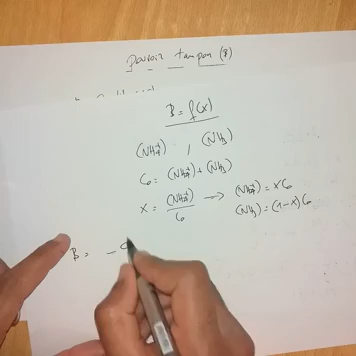 Pouvoir tampon (β)
β = f(x)
(NH₄⁺) / (NH₃)
C₀ = (NH₄⁺) + (NH₃)
X = (NH₄⁺)/C₀ → (NH₄⁺) = x C₀
(NH₃) = (1-x) C₀
β = -